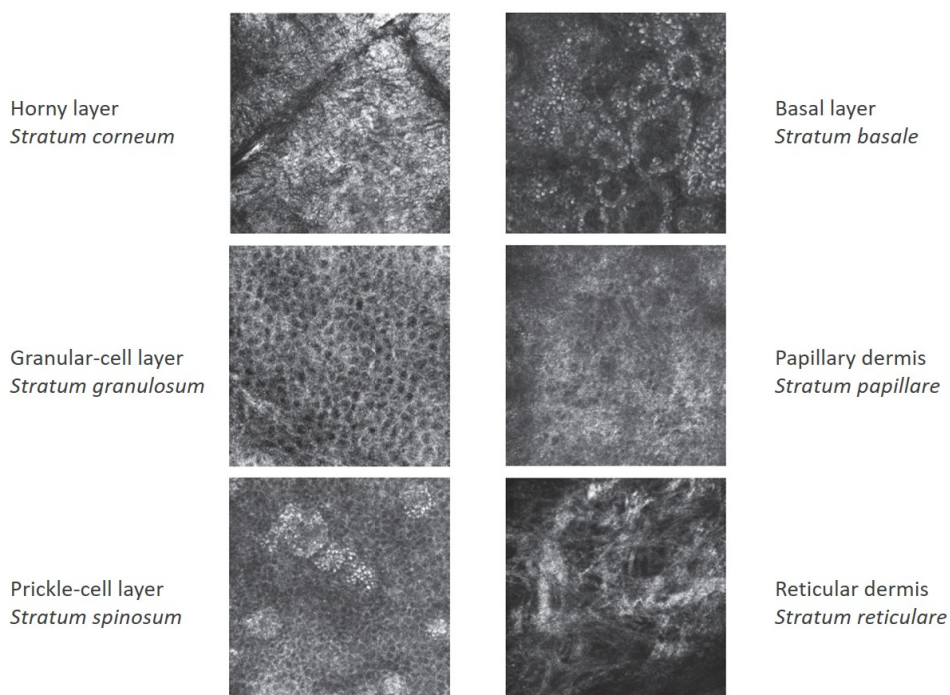 Horny layer
Stratum corneum
Granular-cell layer
Stratum granulosum
Prickle-cell layer
Stratum spinosum
Basal layer
Stratum basale
Papillary dermis
Stratum papillare
Reticular dermis
Stratum reticulare